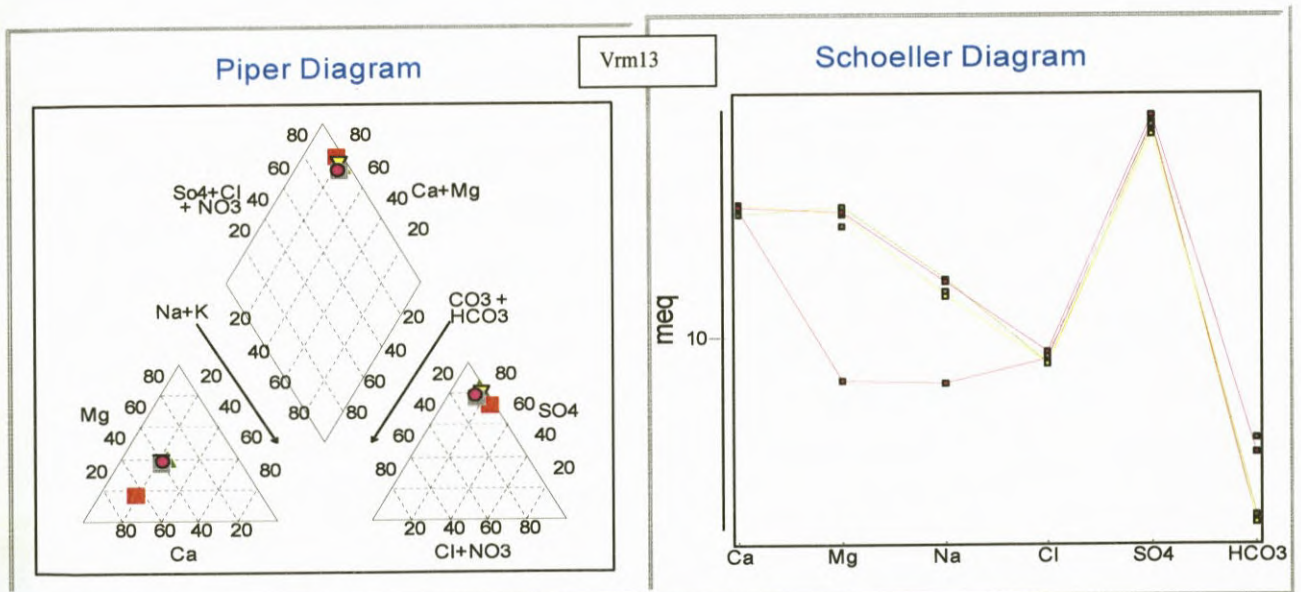 Vrm13
Piper Diagram
Schoeller Diagram
80 80
60 60
So4+Cl + NO3
40 40
Ca+Mg
20 20
Na+K
CO3 + HCO3
20 20
40 40
60 60
80 80
80 20
Mg
60 40
40 60
20 80
80 60 40 20
Ca
20 80
40 60
SO4
60 40
80 20
20 40 60 80
Cl+NO3
meq
10
Ca Mg Na Cl SO4 HCO3